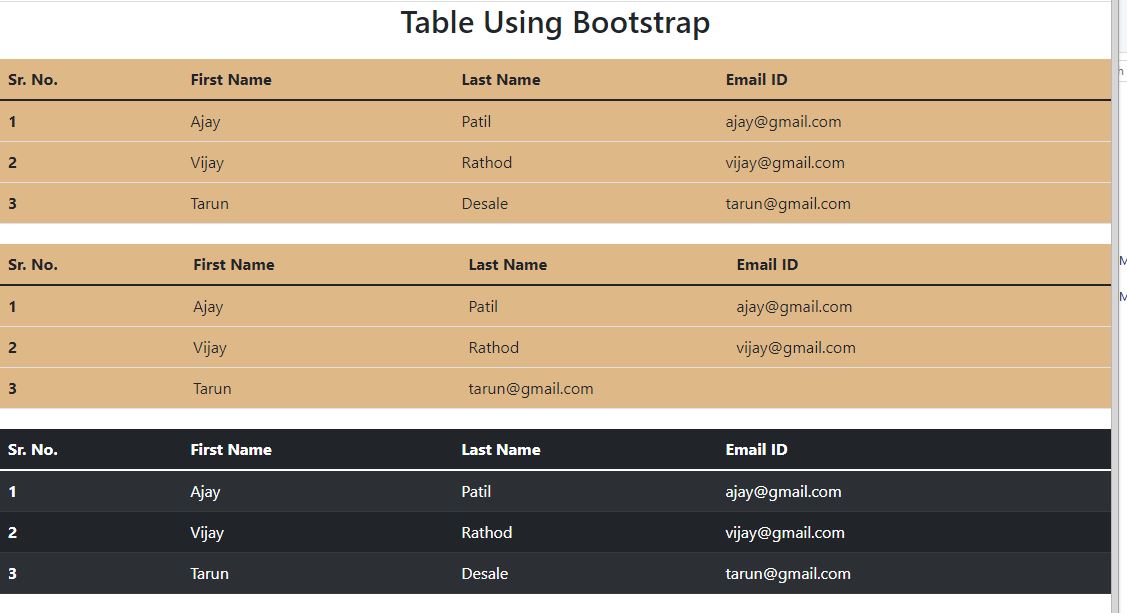 Table Using Bootstrap
Sr. No. First Name Last Name Email ID
1 Ajay Patil ajay@gmail.com
2 Vijay Rathod vijay@gmail.com
3 Tarun Desale tarun@gmail.com
Sr. No. First Name Last Name Email ID
1 Ajay Patil ajay@gmail.com
2 Vijay Rathod vijay@gmail.com
3 Tarun tarun@gmail.com
Sr. No. First Name Last Name Email ID
1 Ajay Patil ajay@gmail.com
2 Vijay Rathod vijay@gmail.com
3 Tarun Desale tarun@gmail.com